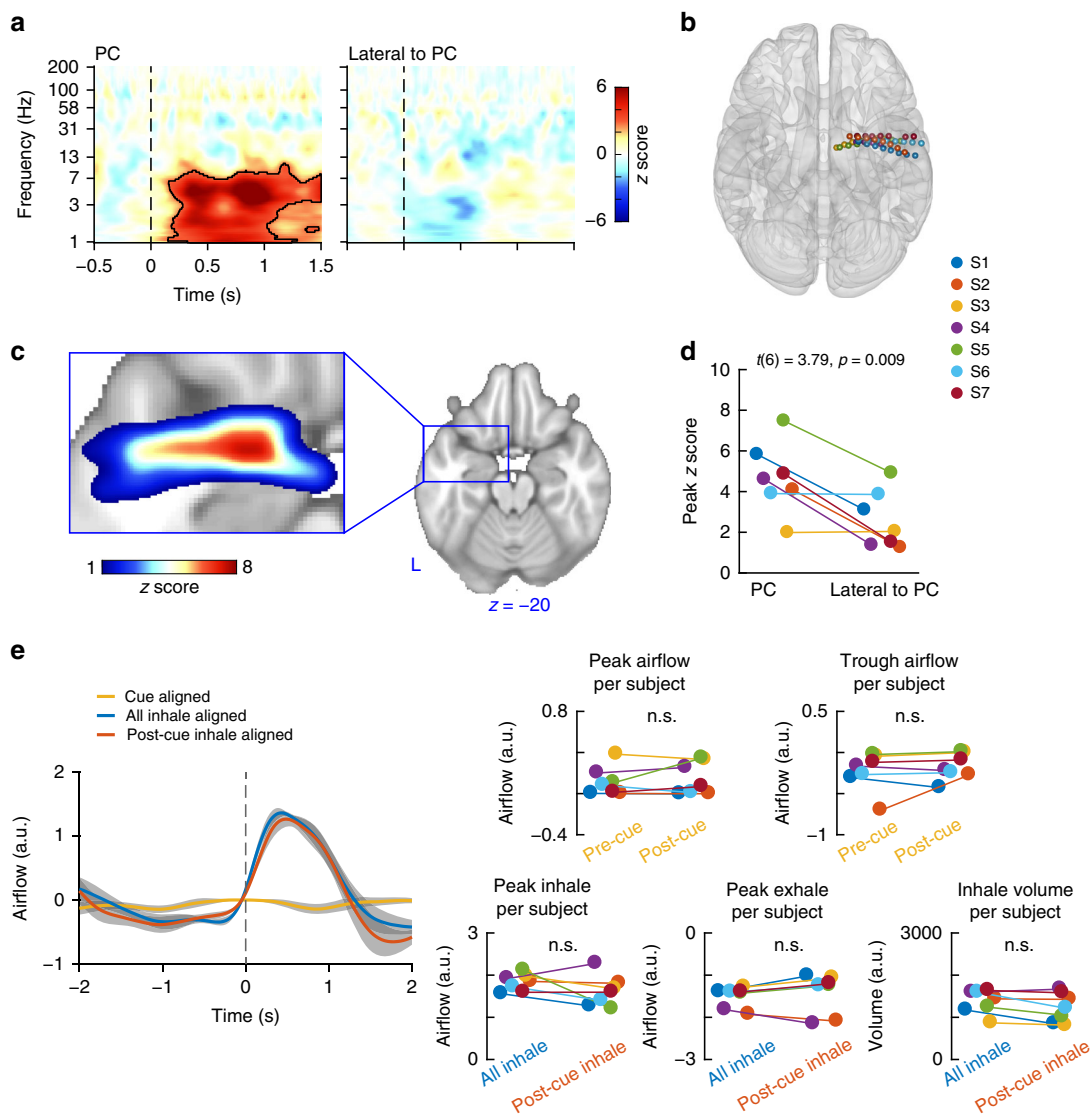 a
PC
Lateral to PC
200
100
58
31
13
7
3
1
Frequency (Hz)
−0.5
0
0.5
1
1.5
Time (s)
6
0
−6
z score
b
S1
S2
S3
S4
S5
S6
S7
c
1
8
z score
L
z = −20
d
t(6) = 3.79, p = 0.009
10
8
6
4
2
0
Peak z score
PC
Lateral to PC
e
Cue aligned
All inhale aligned
Post-cue inhale aligned
2
1
0
−1
Airflow (a.u.)
−2
−1
0
1
2
Time (s)
Peak airflow
per subject
n.s.
0.8
−0.4
Airflow (a.u.)
Pre-cue
Post-cue
Trough airflow
per subject
n.s.
0.5
−1
Airflow (a.u.)
Pre-cue
Post-cue
Peak inhale
per subject
n.s.
3
0
Airflow (a.u.)
All inhale
Post-cue inhale
Peak exhale
per subject
n.s.
0
−3
Airflow (a.u.)
All inhale
Post-cue inhale
Inhale volume
per subject
n.s.
3000
0
Volume (a.u.)
All inhale
Post-cue inhale